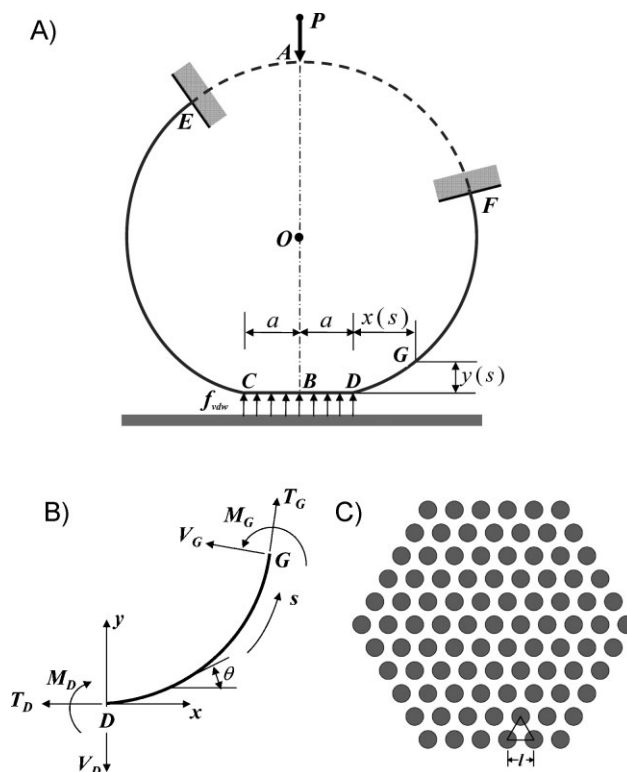 A)
P
A
E
F
O
a a x(s)
G
C B D y(s)
f_vdw
B)
T_G
M_G
V_G
G
s
y
M_D θ
T_D
D x
V_D
C)
l